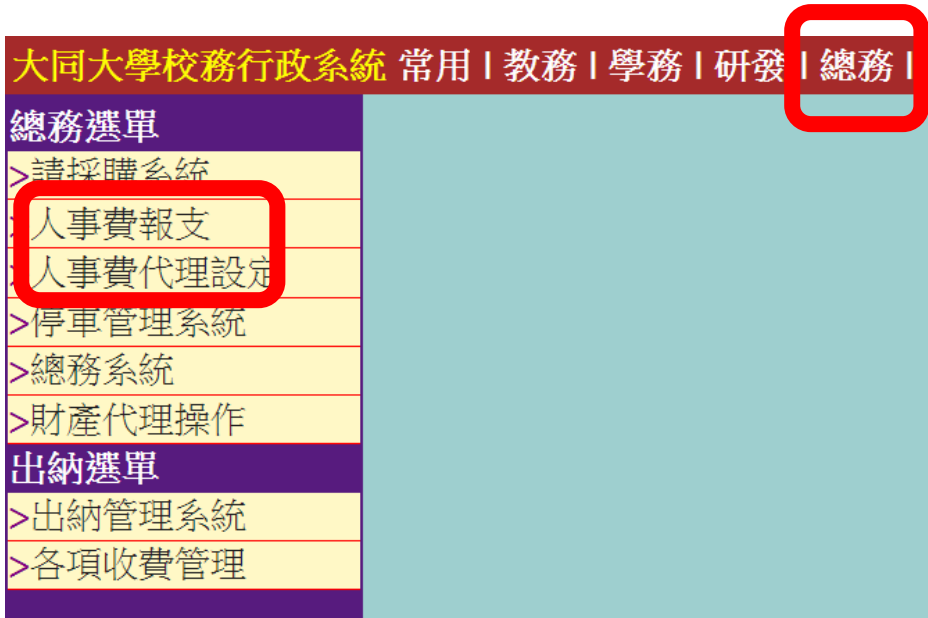 大同大學校務行政系統 常用 | 教務 | 學務 | 研發 | 總務 |
總務選單
>請採購系統
>人事費報支
>人事費代理設定
>停車管理系統
>總務系統
>財產代理操作
出納選單
>出納管理系統
>各項收費管理